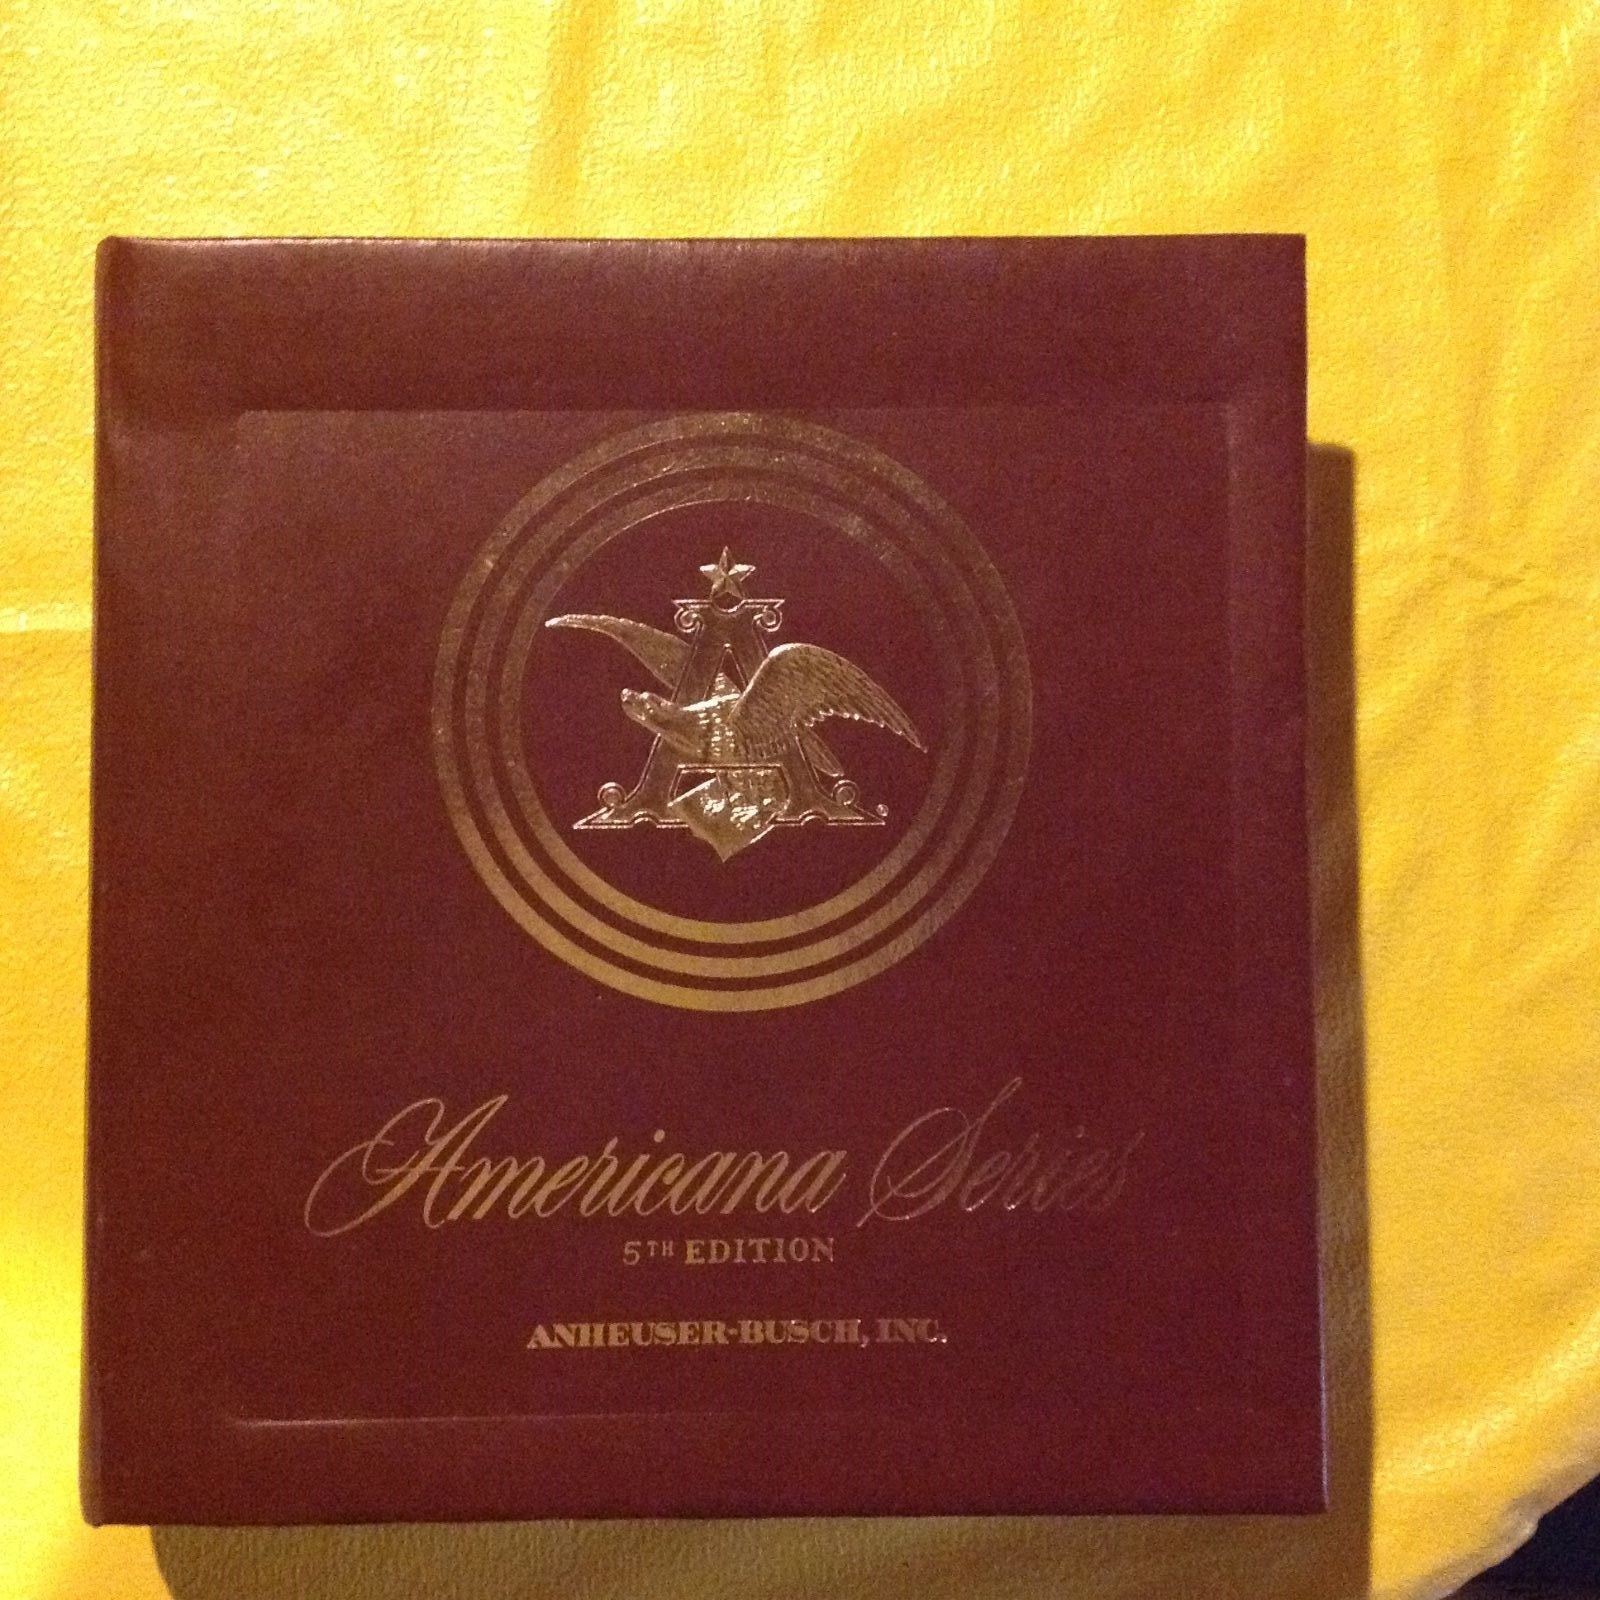 Americana Series
5TH EDITION
ANHEUSER-BUSCH, INC.